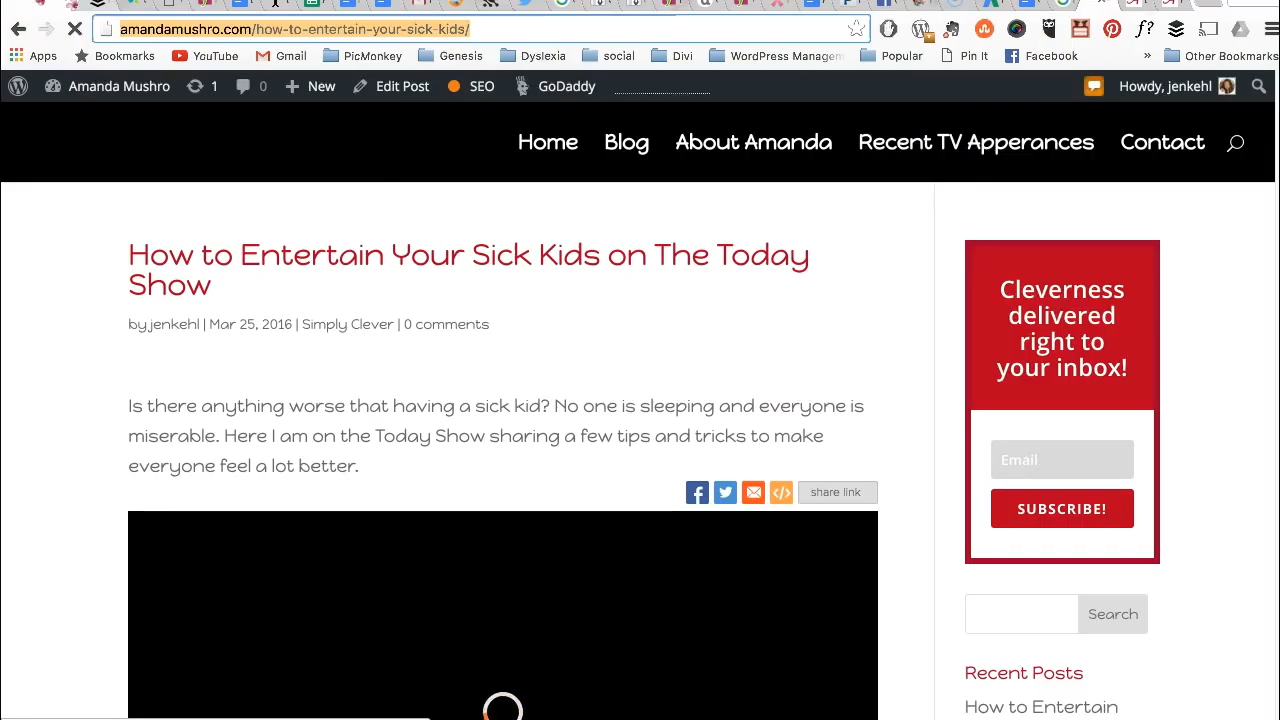 amandamushro.com/how-to-entertain-your-sick-kids/
Apps Bookmarks YouTube Gmail PicMonkey Genesis Dyslexia social Divi WordPress Managem Popular Pin It Facebook » Other Bookmarks
Amanda Mushro 1 0 New Edit Post SEO GoDaddy Howdy, jenkehl
Home Blog About Amanda Recent TV Apperances Contact
How to Entertain Your Sick Kids on The Today
Show
by jenkehl | Mar 25, 2016 | Simply Clever | 0 comments
Is there anything worse that having a sick kid? No one is sleeping and everyone is
miserable. Here I am on the Today Show sharing a few tips and tricks to make
everyone feel a lot better.
share link
Cleverness
delivered
right to
your inbox!
Email
SUBSCRIBE!
Search
Recent Posts
How to Entertain